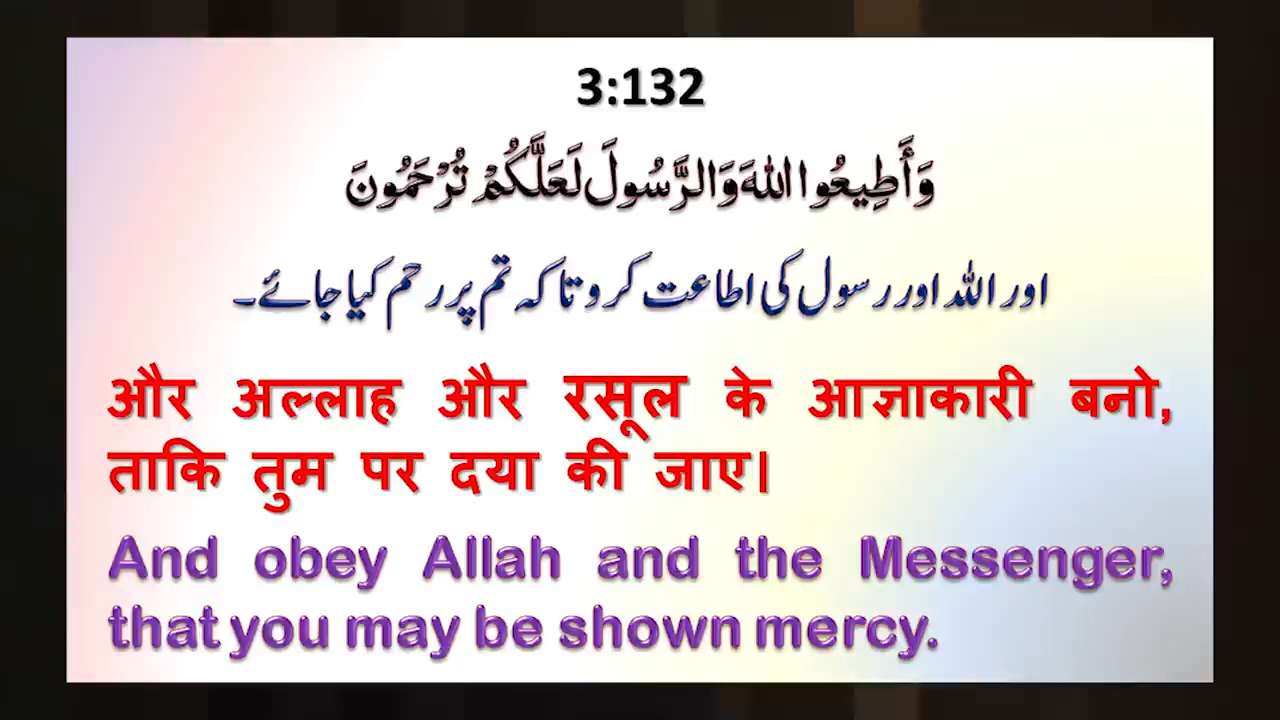 3:132
وَأَطِيعُوا اللهَ وَالرَّسُولَ لَعَلَّكُمْ تُرْحَمُونَ
اور اللہ اور رسول کی اطاعت کرو تاکہ تم پر رحم کیا جائے۔
और अल्लाह और रसूल के आज्ञाकारी बनो,
ताकि तुम पर दया की जाए।
And obey Allah and the Messenger,
that you may be shown mercy.